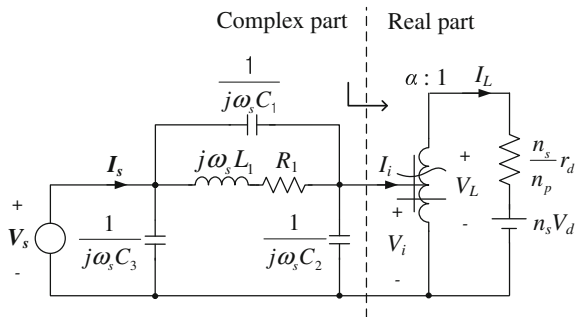 Complex part
Real part
1
jω_sC_1
α : 1
I_L
I_s
jω_sL_1
R_1
I_i
n_s
n_p
r_d
+
V_s
-
1
jω_sC_3
1
jω_sC_2
+
V_i
-
+
V_L
-
n_sV_d